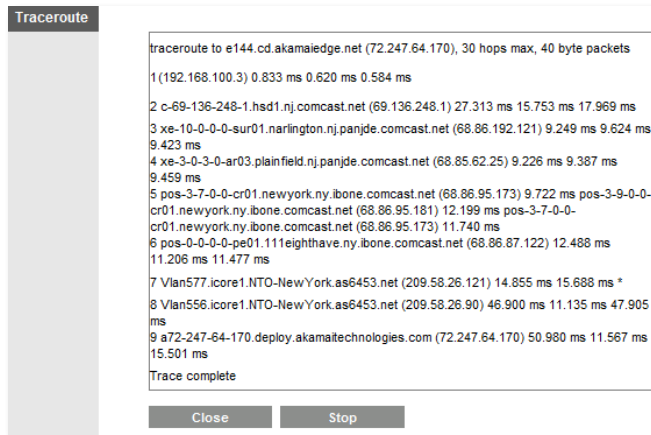 Traceroute
traceroute to e144.cd.akamaiedge.net (72.247.64.170), 30 hops max, 40 byte packets
1 (192.168.100.3) 0.833 ms 0.620 ms 0.584 ms
2 c-69-136-248-1.hsd1.nj.comcast.net (69.136.248.1) 27.313 ms 15.753 ms 17.969 ms
3 xe-10-0-0-0-sur01.narlington.nj.panjde.comcast.net (68.86.192.121) 9.249 ms 9.624 ms
9.423 ms
4 xe-3-0-3-0-ar03.plainfield.nj.panjde.comcast.net (68.85.62.25) 9.226 ms 9.387 ms
9.459 ms
5 pos-3-7-0-0-cr01.newyork.ny.ibone.comcast.net (68.86.95.173) 9.722 ms pos-3-9-0-0-
cr01.newyork.ny.ibone.comcast.net (68.86.95.181) 12.199 ms pos-3-7-0-0-
cr01.newyork.ny.ibone.comcast.net (68.86.95.173) 11.740 ms
6 pos-0-0-0-0-pe01.111eighthave.ny.ibone.comcast.net (68.86.87.122) 12.488 ms
11.206 ms 11.477 ms
7 Vlan577.icore1.NTO-NewYork.as6453.net (209.58.26.121) 14.855 ms 15.688 ms *
8 Vlan556.icore1.NTO-NewYork.as6453.net (209.58.26.90) 46.900 ms 11.135 ms 47.905
ms
9 a72-247-64-170.deploy.akamaitechnologies.com (72.247.64.170) 50.980 ms 11.567 ms
15.501 ms
Trace complete
Close
Stop